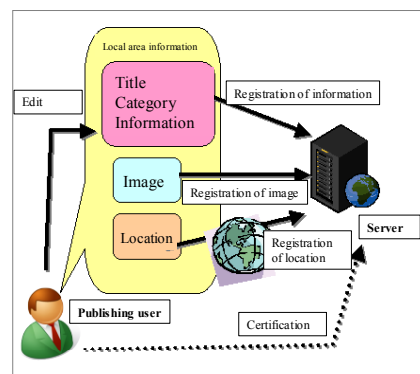 Local area information
Title
Category
Information
Edit
Registration of information
Image
Registration of image
Location
Registration
of location
Server
Publishing user
Certification